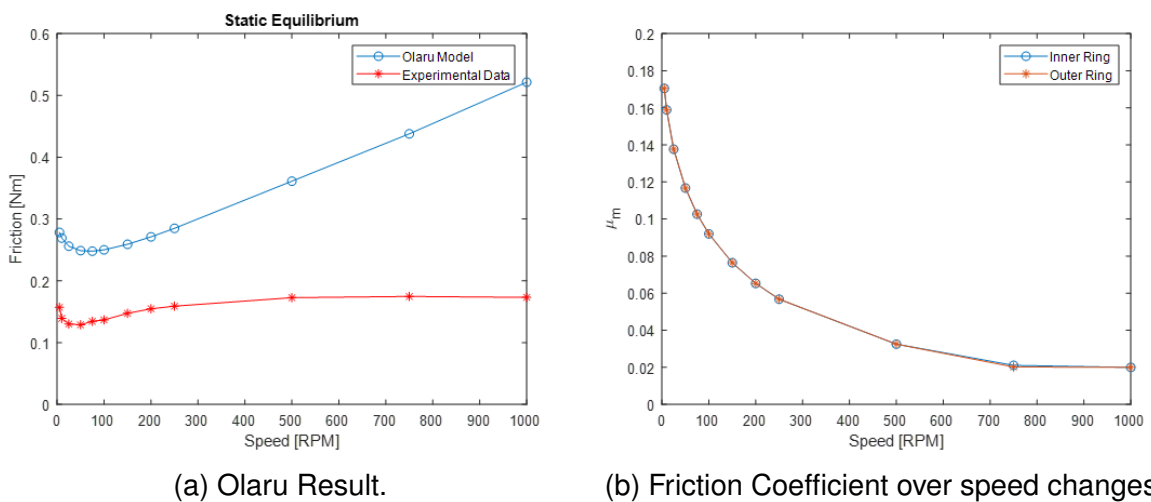 Static Equilibrium
0.6
0.5
0.4
0.3
0.2
0.1
0
Friction [Nm]
Olaru Model
Experimental Data
0 100 200 300 400 500 600 700 800 900 1000
Speed [RPM]
(a) Olaru Result.
0.2
0.18
0.16
0.14
0.12
0.1
0.08
0.06
0.04
0.02
0
μm
Inner Ring
Outer Ring
0 100 200 300 400 500 600 700 800 900 1000
Speed [RPM]
(b) Friction Coefficient over speed changes